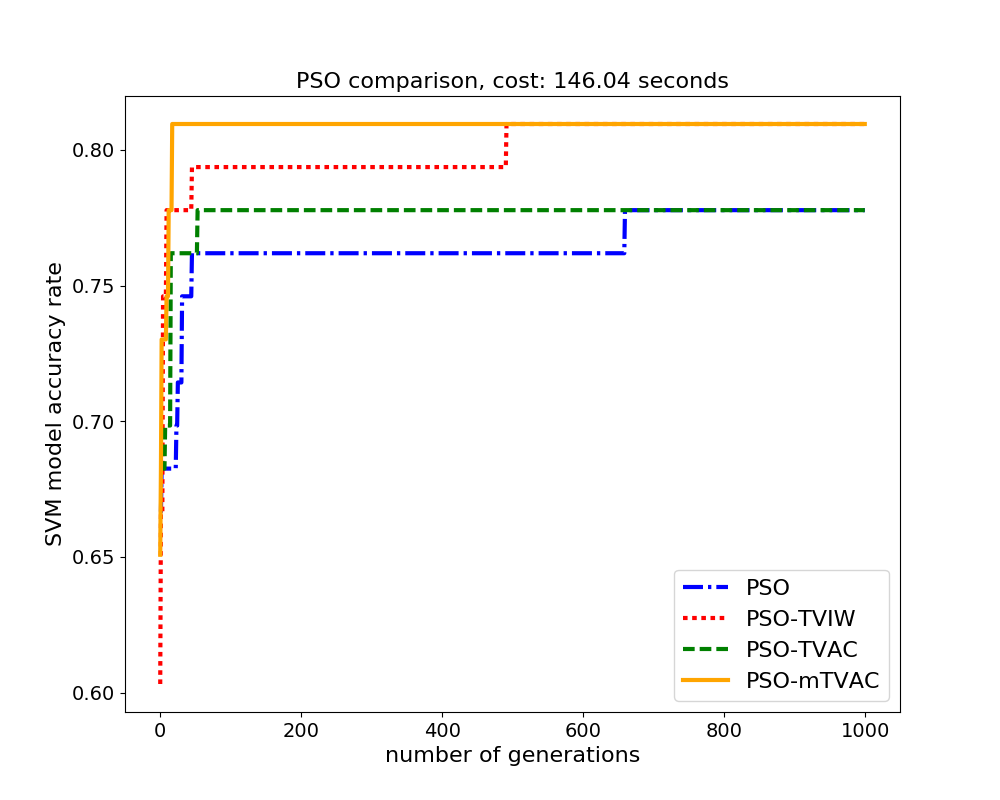 PSO comparison, cost: 146.04 seconds
SVM model accuracy rate
0.80
0.75
0.70
0.65
0.60
0 200 400 600 800 1000
number of generations
PSO
PSO-TVIW
PSO-TVAC
PSO-mTVAC